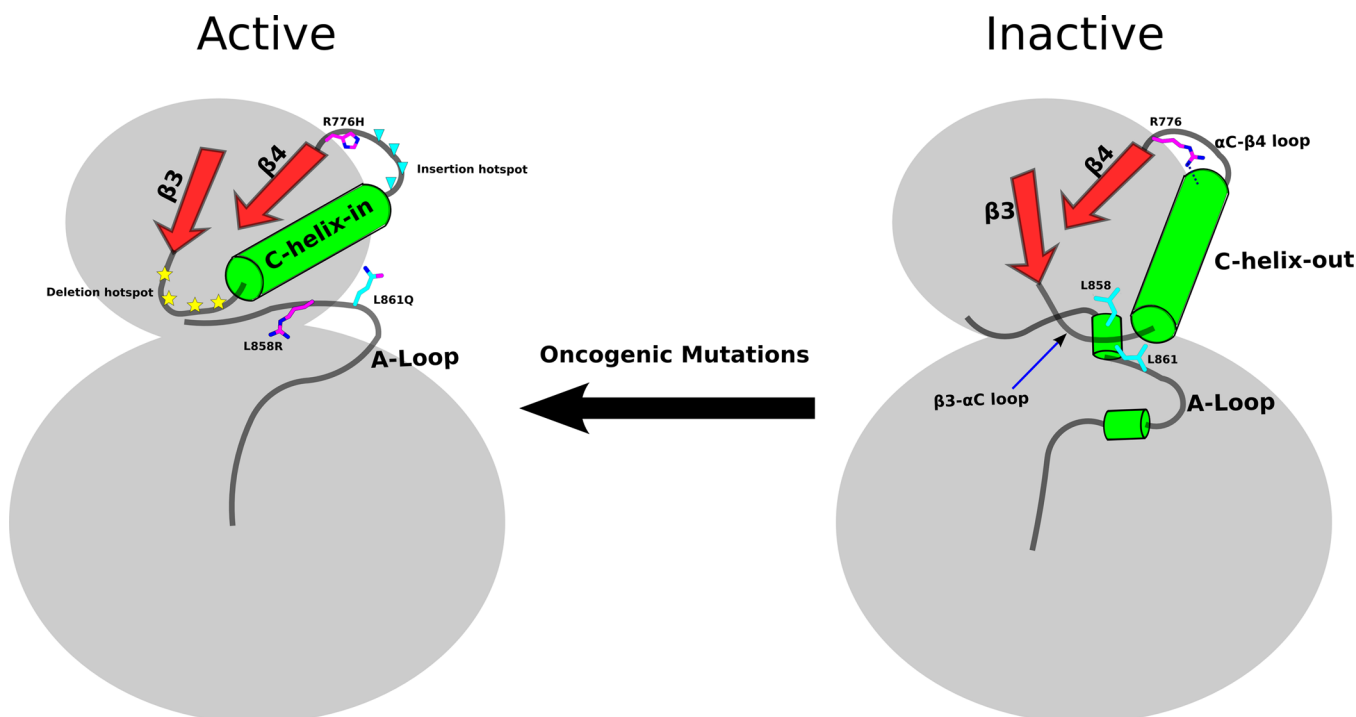 Active
Inactive
R776H
β3
β4
Insertion hotspot
C-helix-in
Deletion hotspot
L861Q
L858R
A-Loop
Oncogenic Mutations
R776
αC-β4 loop
β4
β3
C-helix-out
L858
L861
β3-αC loop
A-Loop